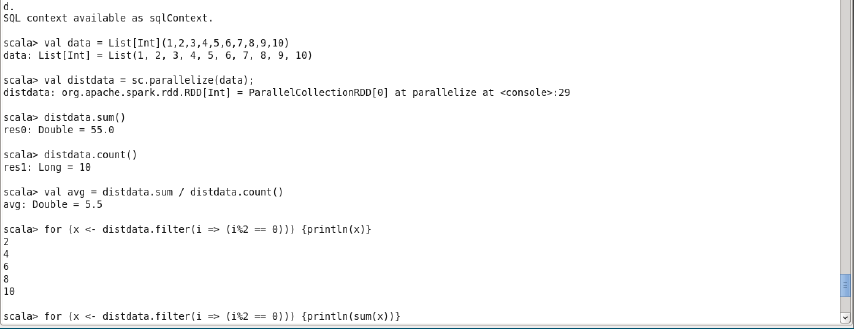 d.
SQL context available as sqlContext.
scala> val data = List[Int](1,2,3,4,5,6,7,8,9,10)
data: List[Int] = List(1, 2, 3, 4, 5, 6, 7, 8, 9, 10)
scala> val distdata = sc.parallelize(data);
distdata: org.apache.spark.rdd.RDD[Int] = ParallelCollectionRDD[0] at parallelize at <console>:29
scala> distdata.sum()
res0: Double = 55.0
scala> distdata.count()
res1: Long = 10
scala> val avg = distdata.sum / distdata.count()
avg: Double = 5.5
scala> for (x <- distdata.filter(i => (i%2 == 0))) {println(x)}
2
4
6
8
10
scala> for (x <- distdata.filter(i => (i%2 == 0))) {println(sum(x))}